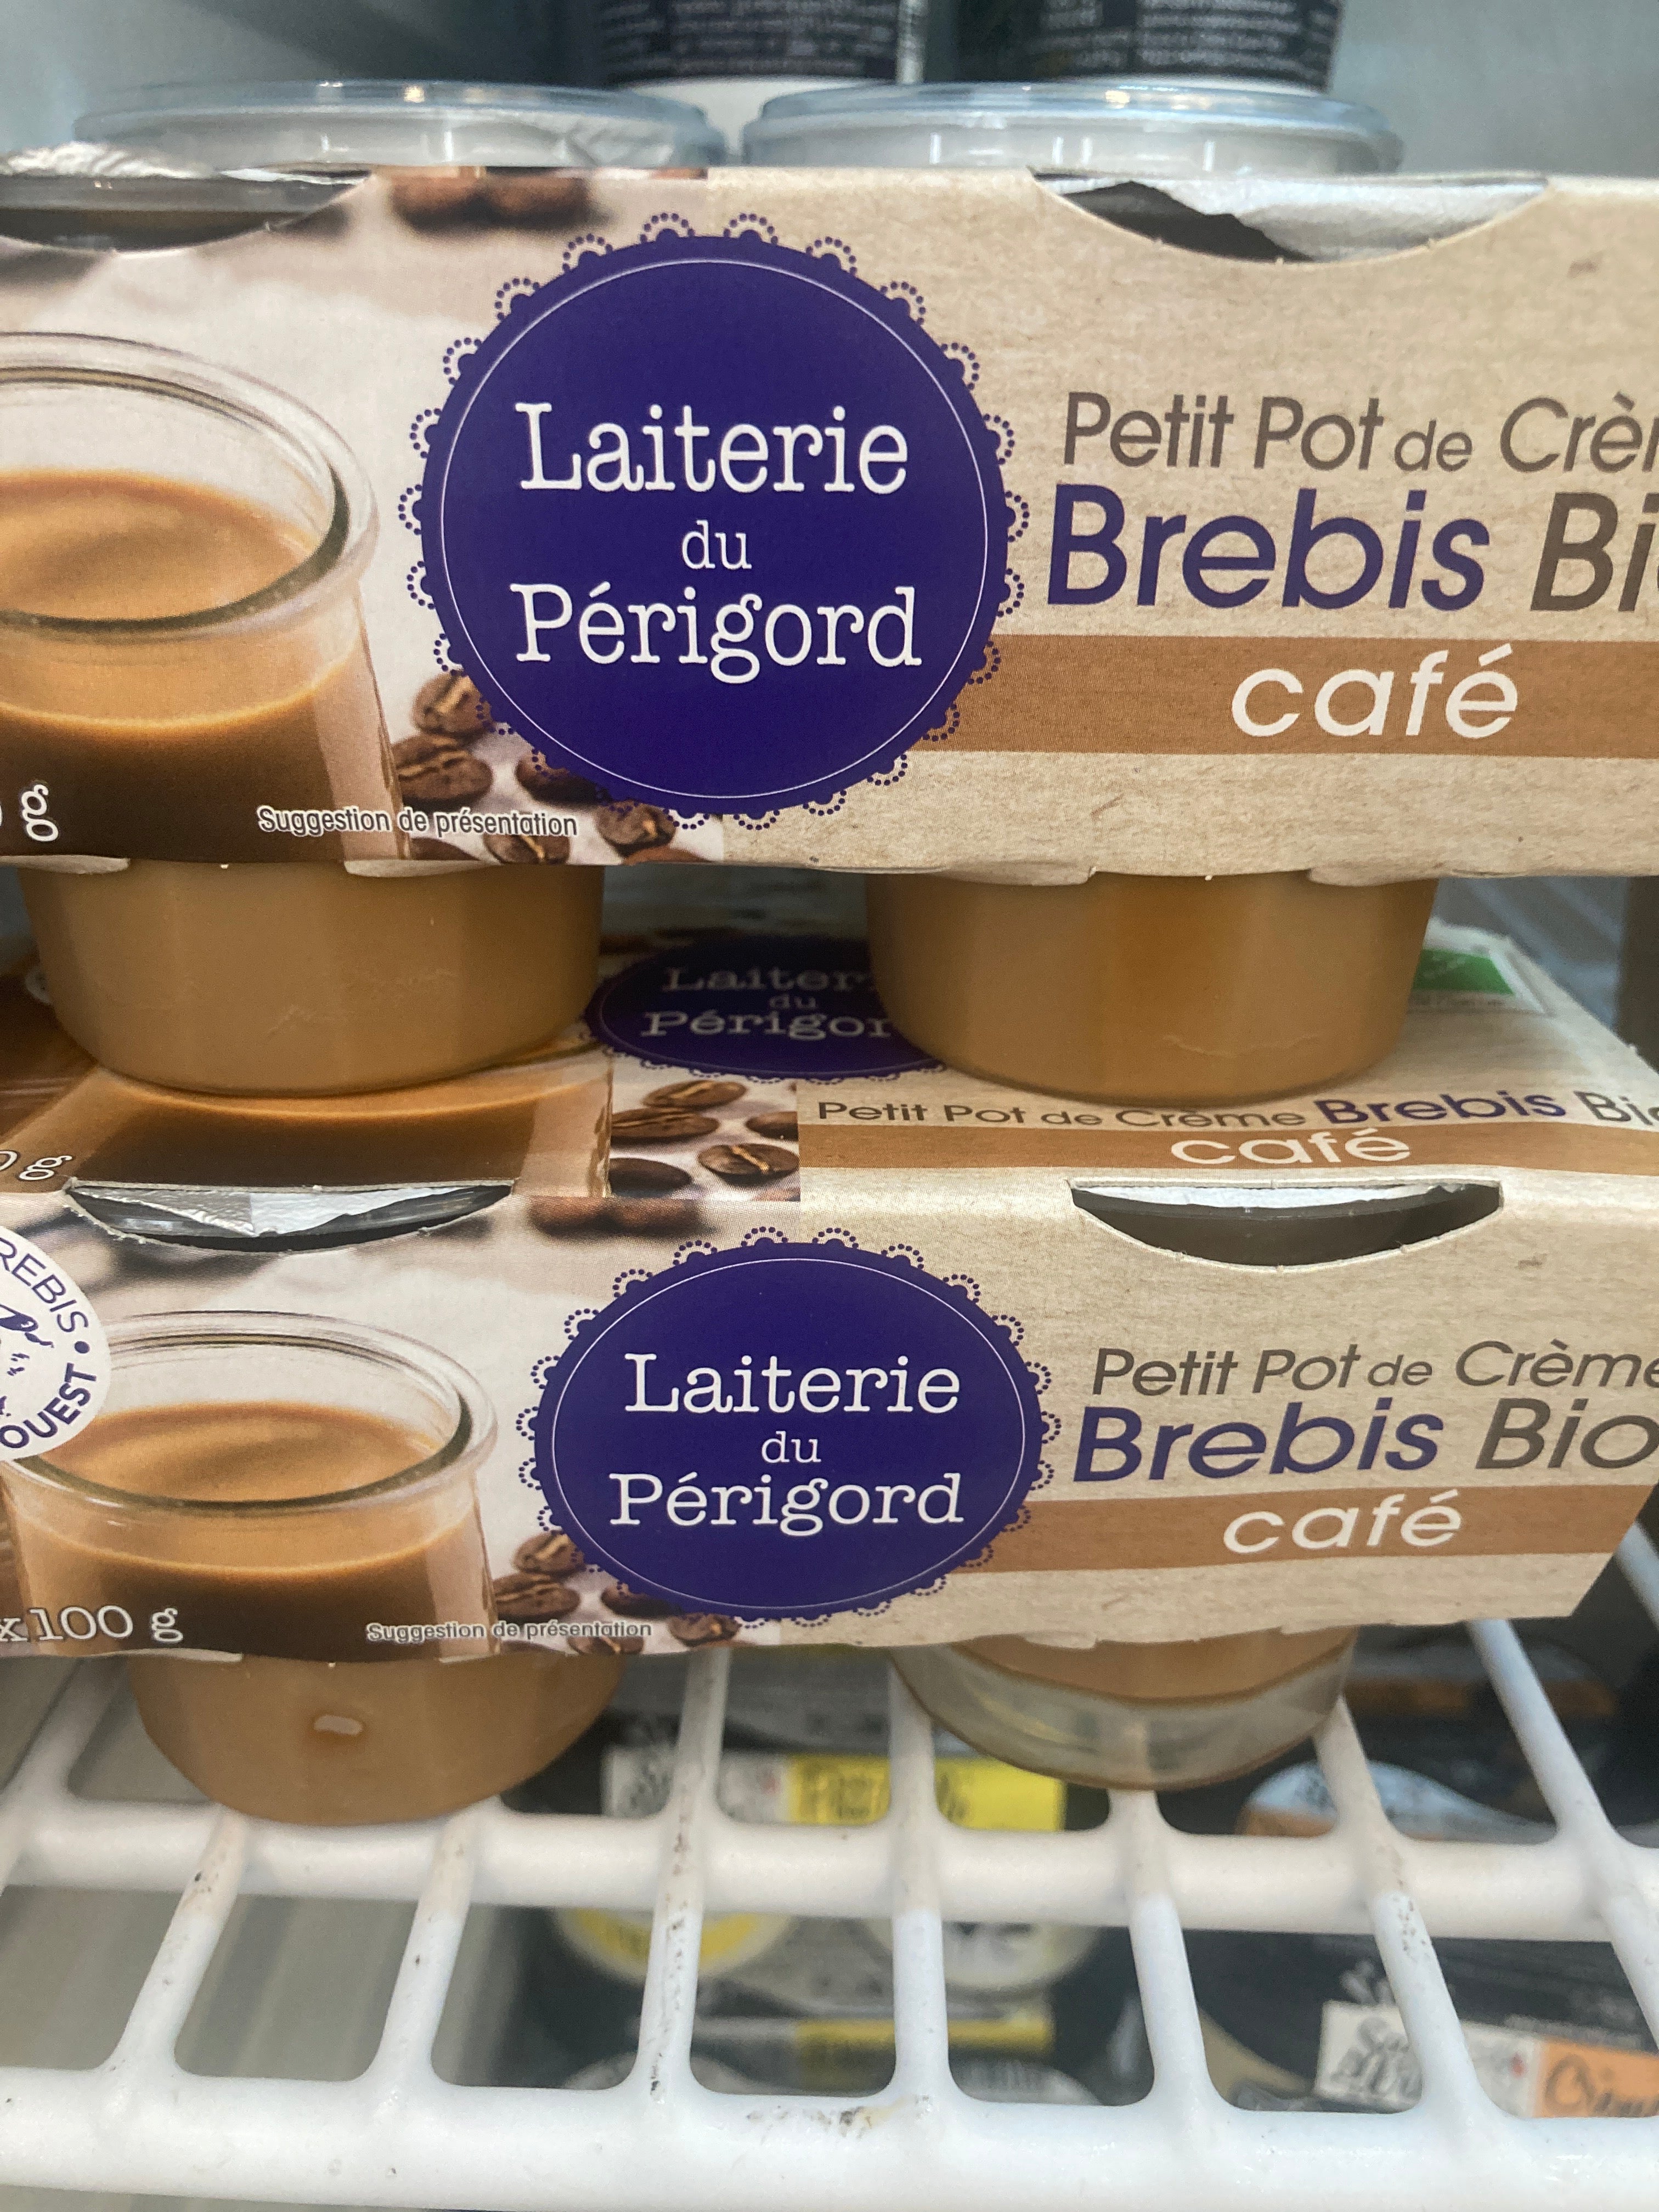 Laiterie
du
Périgord
Petit Pot de Crèm
Brebis Bi
café
g
Suggestion de présentation
Laiter
du
Périgor
Petit Pot de Crème Brebis Bio
café
0 g
REBIS •
OUEST
Laiterie
du
Périgord
Petit Pot de Crème
Brebis Bio
café
x100 g
Suggestion de présentation